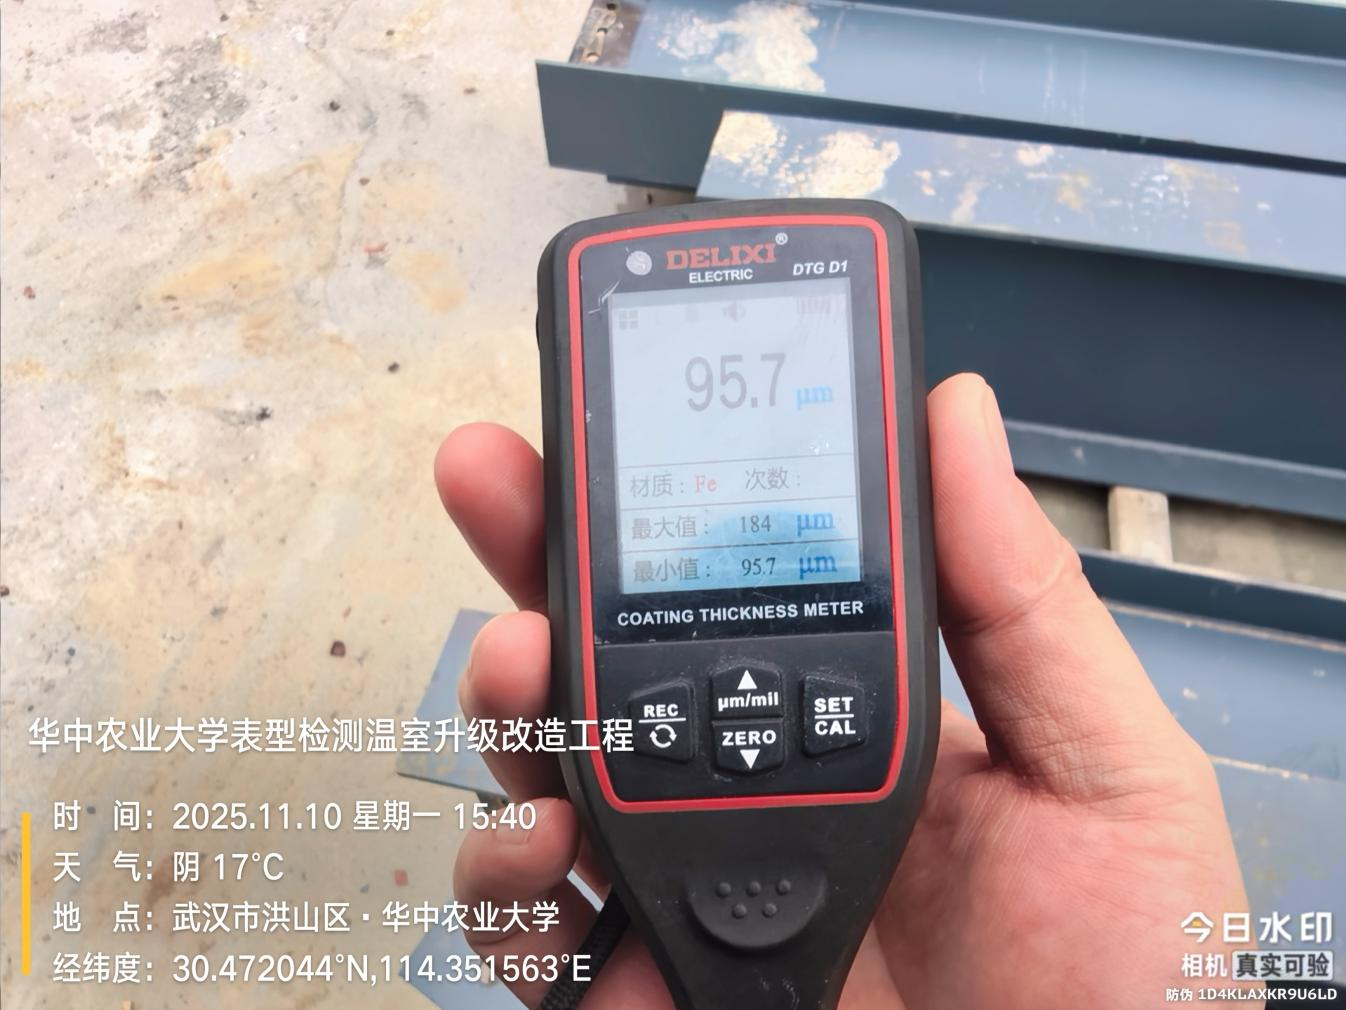 DELIXI®
ELECTRIC
DTG D1
95.7 μm
材质：Fe 次数：
最大值： 184 μm
最小值： 95.7 μm
COATING THICKNESS METER
REC
μm/mil
ZERO
SET
CAL
华中农业大学表型检测温室升级改造工程
时 间：2025.11.10 星期一 15:40
天 气：阴 17°C
地 点：武汉市洪山区·华中农业大学
经纬度：30.472044°N,114.351563°E
今日水印
相机 真实可验
防伪 1D4KLAXKR9U6LD